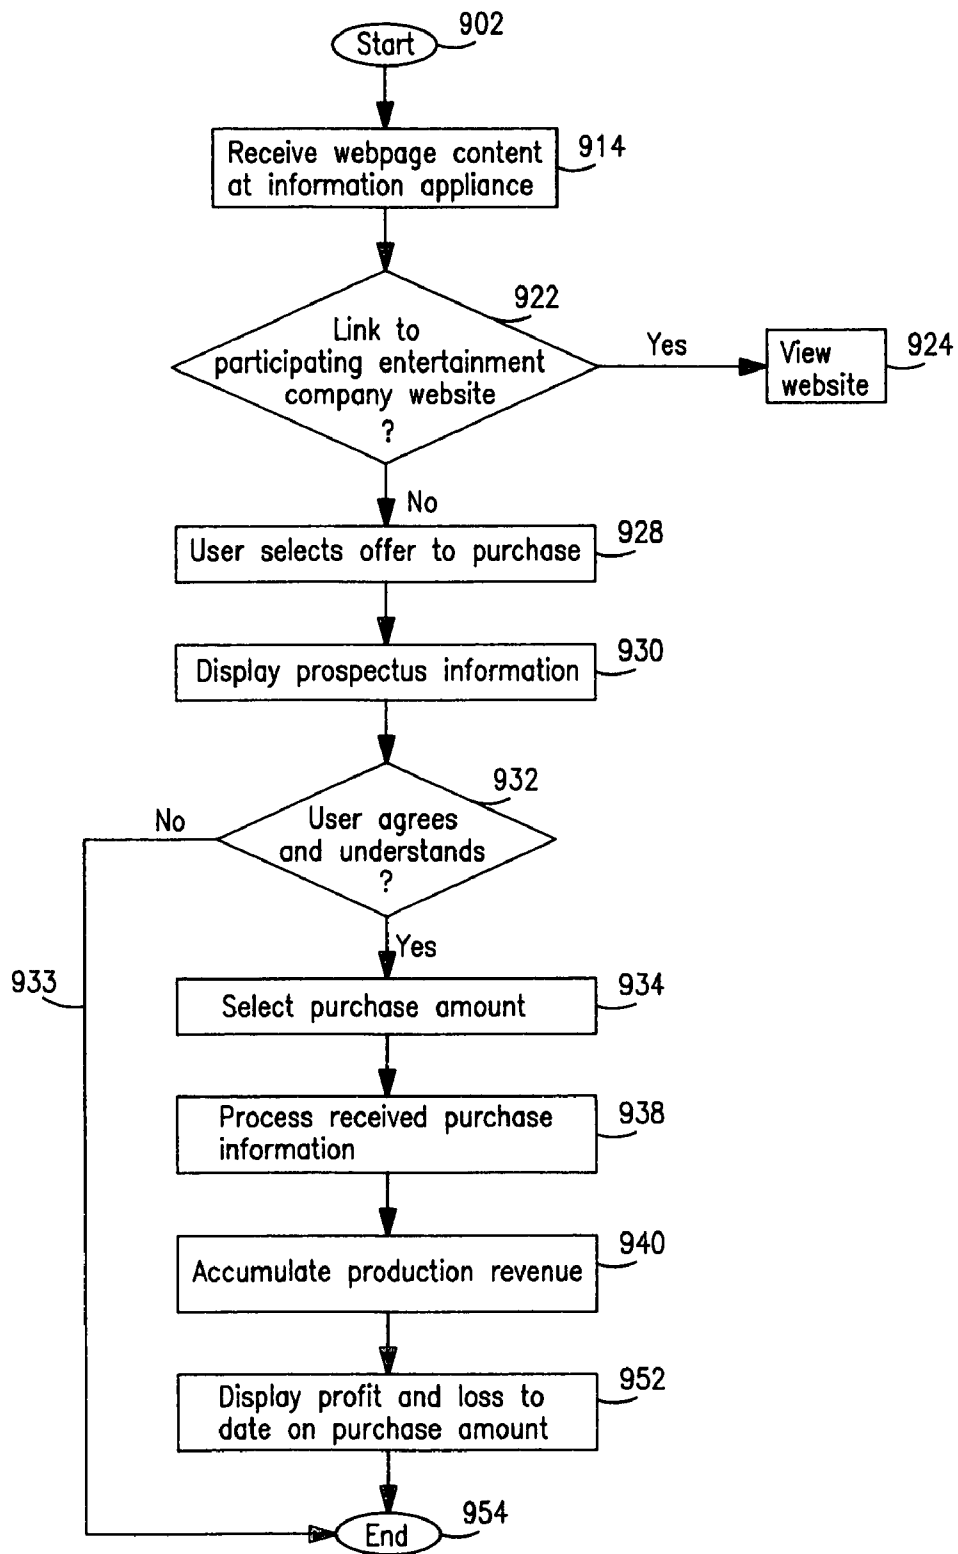 Start
902
Receive webpage content
at information appliance
914
922
Link to
participating entertainment
company website
?
Yes
View
website
924
No
User selects offer to purchase
928
Display prospectus information
930
932
No
User agrees
and understands
?
Yes
933
Select purchase amount
934
Process received purchase
information
938
Accumulate production revenue
940
Display profit and loss to
date on purchase amount
952
End
954